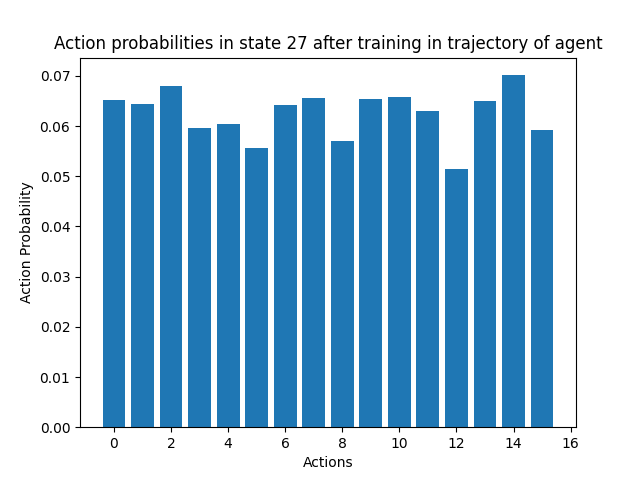 Action probabilities in state 27 after training in trajectory of agent
0.07
0.06
0.05
0.04
0.03
0.02
0.01
0.00
Action Probability
0 2 4 6 8 10 12 14 16
Actions